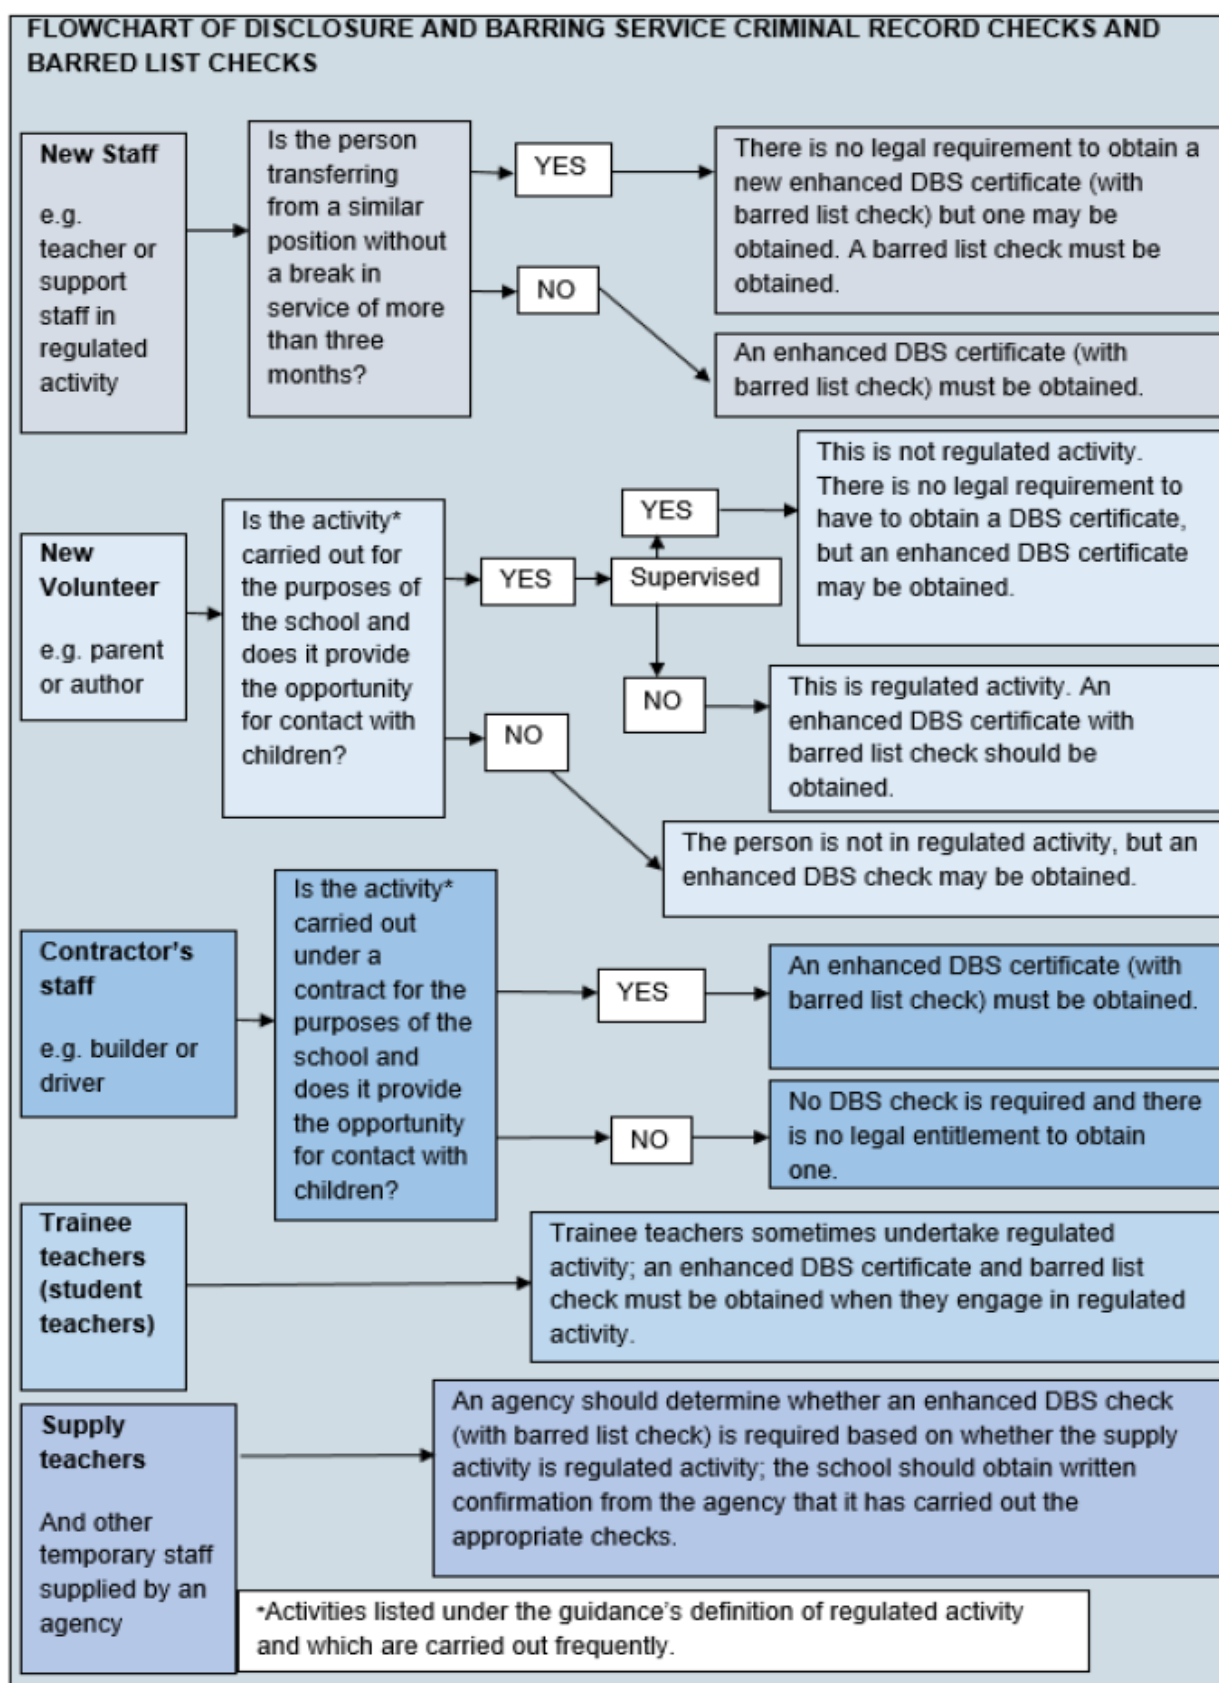 FLOWCHART OF DISCLOSURE AND BARRING SERVICE CRIMINAL RECORD CHECKS AND
BARRED LIST CHECKS
New Staff
e.g.
teacher or
support
staff in
regulated
activity
Is the person
transferring
from a similar
position without
a break in
service of more
than three
months?
YES
NO
There is no legal requirement to obtain a
new enhanced DBS certificate (with
barred list check) but one may be
obtained. A barred list check must be
obtained.
An enhanced DBS certificate (with
barred list check) must be obtained.
New
Volunteer
e.g. parent
or author
Is the activity*
carried out for
the purposes of
the school and
does it provide
the opportunity
for contact with
children?
YES
Supervised
YES
NO
NO
This is not regulated activity.
There is no legal requirement to
have to obtain a DBS certificate,
but an enhanced DBS certificate
may be obtained.
This is regulated activity. An
enhanced DBS certificate with
barred list check should be
obtained.
The person is not in regulated activity, but an
enhanced DBS check may be obtained.
Contractor's
staff
e.g. builder or
driver
Is the activity*
carried out
under a
contract for the
purposes of the
school and
does it provide
the opportunity
for contact with
children?
YES
NO
An enhanced DBS certificate (with
barred list check) must be obtained.
No DBS check is required and there
is no legal entitlement to obtain
one.
Trainee
teachers
(student
teachers)
Trainee teachers sometimes undertake regulated
activity; an enhanced DBS certificate and barred list
check must be obtained when they engage in regulated
activity.
Supply
teachers
And other
temporary staff
supplied by an
agency
An agency should determine whether an enhanced DBS check
(with barred list check) is required based on whether the supply
activity is regulated activity; the school should obtain written
confirmation from the agency that it has carried out the
appropriate checks.
*Activities listed under the guidance's definition of regulated activity
and which are carried out frequently.